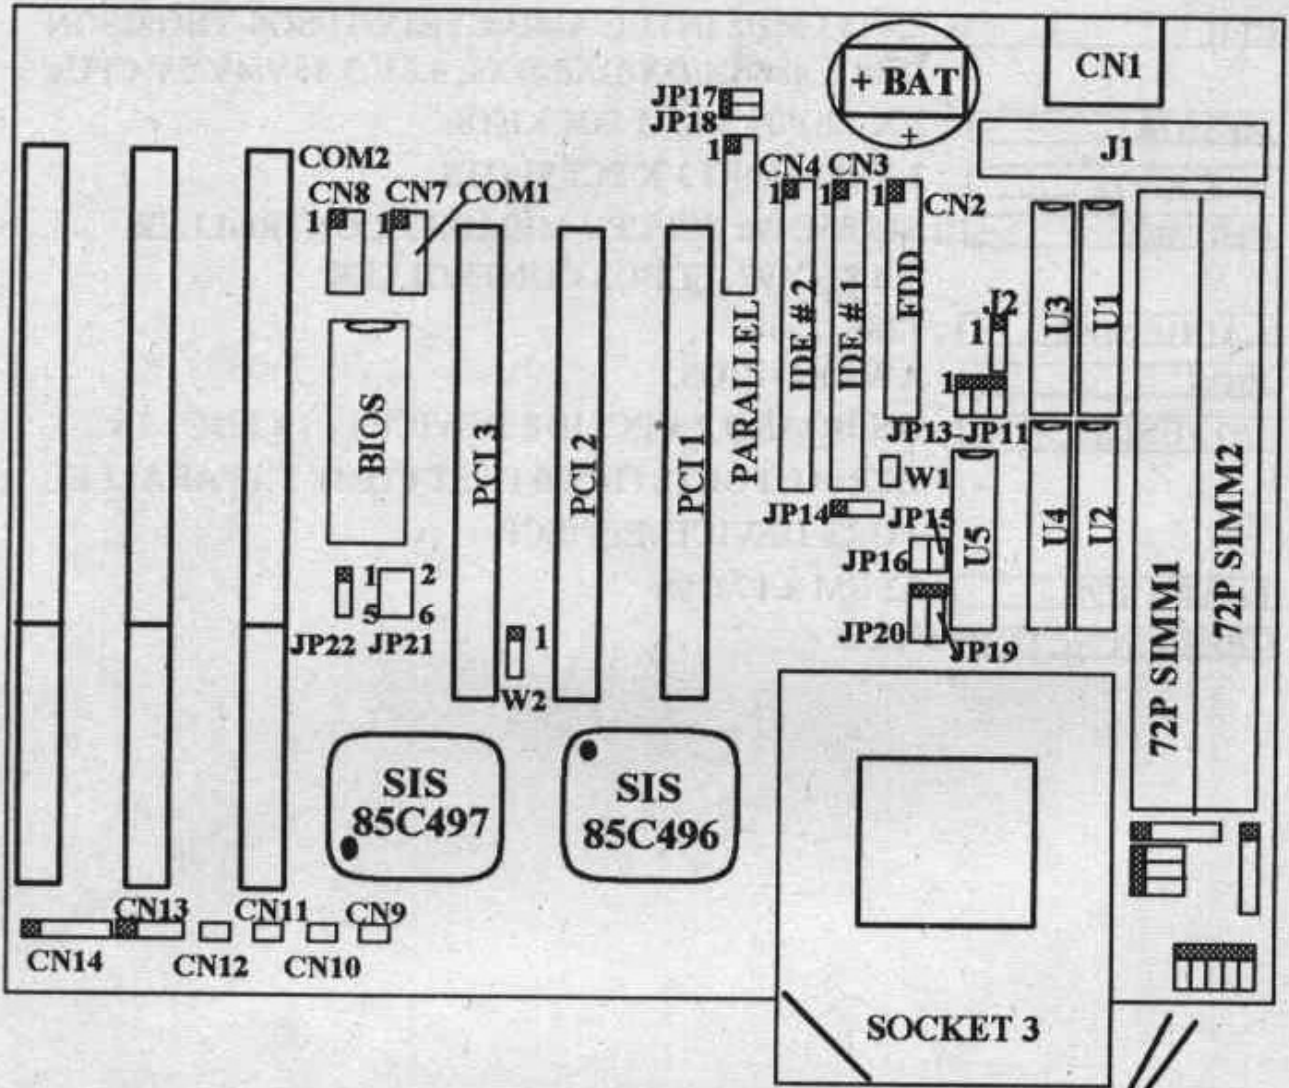 + BAT
CN1
+
J1
JP17
JP18
1
CN4
CN3
1
1
1
CN2
COM2
CN8
CN7
COM1
1
1
PARALLEL
IDE # 2
IDE # 1
FDD
J2
1
1
U3
U1
JP13-JP11
BIOS
PCI 3
PCI 2
PCI 1
W1
JP14
JP15
JP16
U5
U4
U2
72P SIMM1
72P SIMM2
1
2
5
6
JP22
JP21
JP20
JP19
1
W2
SIS
85C497
SIS
85C496
CN13
CN11
CN9
CN14
CN12
CN10
SOCKET 3